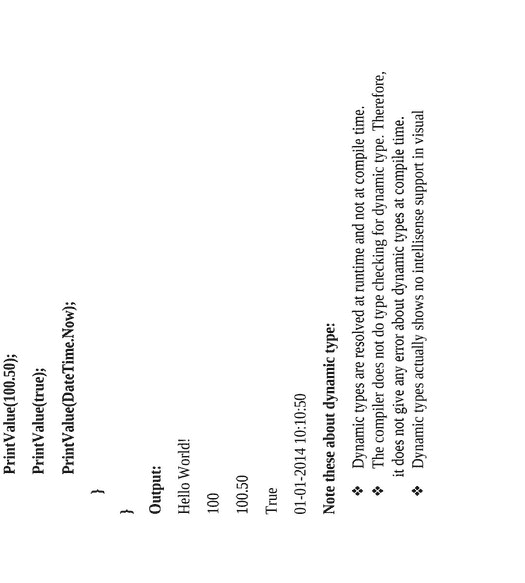 PrintValue(100.50);
PrintValue(true);
PrintValue(DateTime.Now);
}
}
Output:
Hello World!
100
100.50
True
01-01-2014 10:10:50
Note these about dynamic type:
❖ Dynamic types are resolved at runtime and not at compile time.
❖ The compiler does not do type checking for dynamic type. Therefore,
it does not give any error about dynamic types at compile time.
❖ Dynamic types actually shows no intellisense support in visual